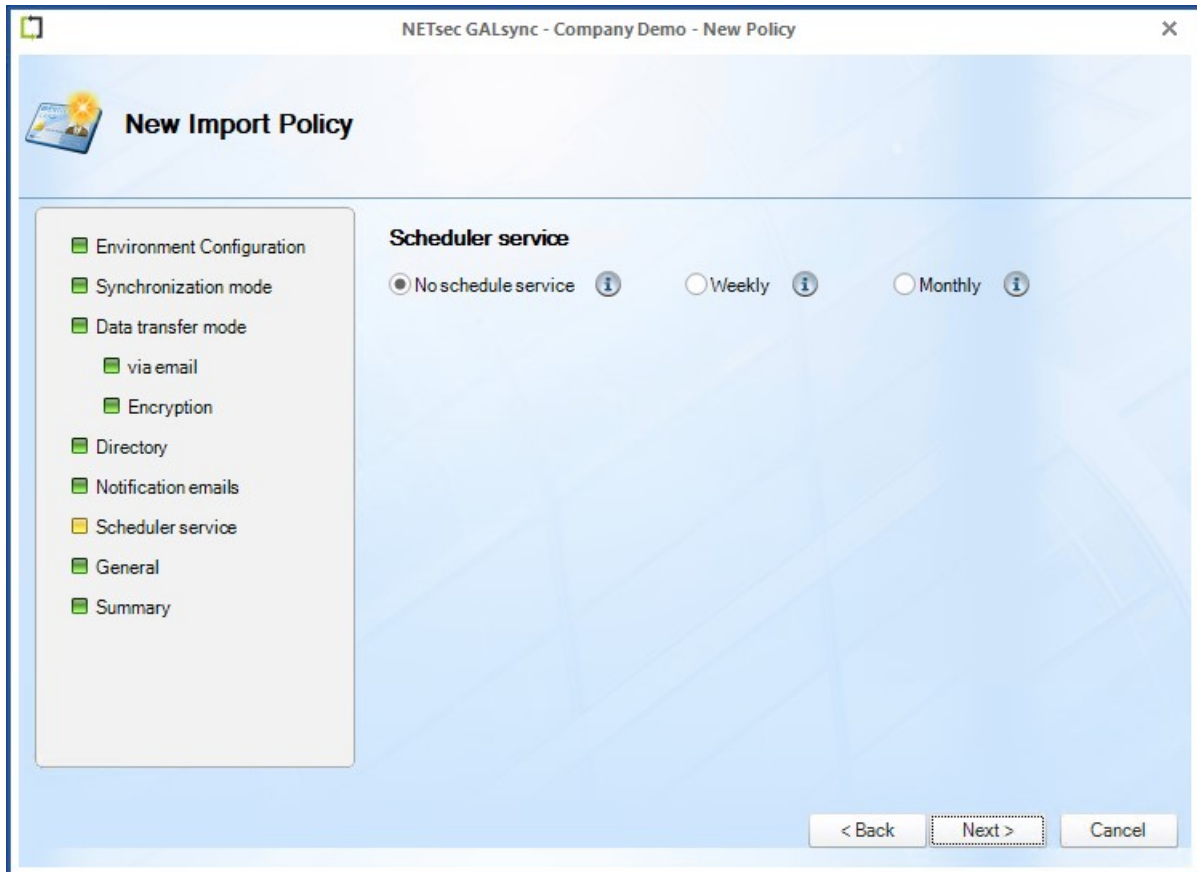 NETsec GALsync - Company Demo - New Policy
New Import Policy
Environment Configuration
Synchronization mode
Data transfer mode
via email
Encryption
Directory
Notification emails
Scheduler service
General
Summary
Scheduler service
No schedule service
Weekly
Monthly
< Back
Next >
Cancel